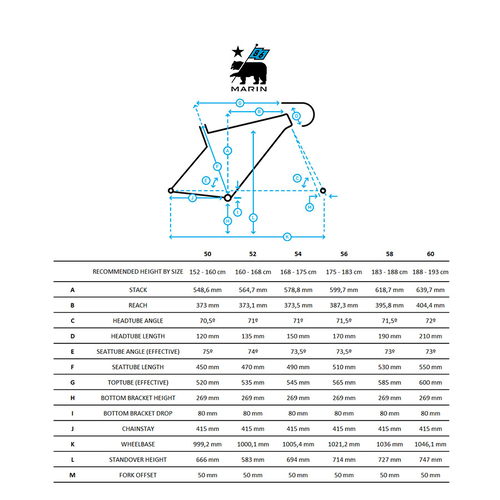 MARIN
G
B
D
A
F
E
C
I
J
M
H
L
K
50 52 54 56 58 60
RECOMMENDED HEIGHT BY SIZE 152 - 160 cm 160 - 168 cm 168 - 175 cm 175 - 183 cm 183 - 188 cm 188 - 193 cm
A STACK 548,6 mm 564,7 mm 578,8 mm 599,7 mm 618,7 mm 639,7 mm
B REACH 373 mm 373,1 mm 373,5 mm 387,3 mm 395,8 mm 404,4 mm
C HEADTUBE ANGLE 70,5º 71º 71º 71,5º 71,5º 72º
D HEADTUBE LENGTH 120 mm 135 mm 150 mm 170 mm 190 mm 210 mm
E SEATTUBE ANGLE (EFFECTIVE) 75º 74º 73,5º 73,5º 73º 73º
F SEATTUBE LENGTH 450 mm 470 mm 490 mm 510 mm 530 mm 550 mm
G TOPTUBE (EFFECTIVE) 520 mm 535 mm 545 mm 565 mm 585 mm 600 mm
H BOTTOM BRACKET HEIGHT 269 mm 269 mm 269 mm 269 mm 269 mm 269 mm
I BOTTOM BRACKET DROP 80 mm 80 mm 80 mm 80 mm 80 mm 80 mm
J CHAINSTAY 415 mm 415 mm 415 mm 415 mm 415 mm 415 mm
K WHEELBASE 999,2 mm 1000,1 mm 1005,4 mm 1021,2 mm 1036 mm 1046,1 mm
L STANDOVER HEIGHT 666 mm 583 mm 694 mm 714 mm 727 mm 747 mm
M FORK OFFSET 50 mm 50 mm 50 mm 50 mm 50 mm 50 mm